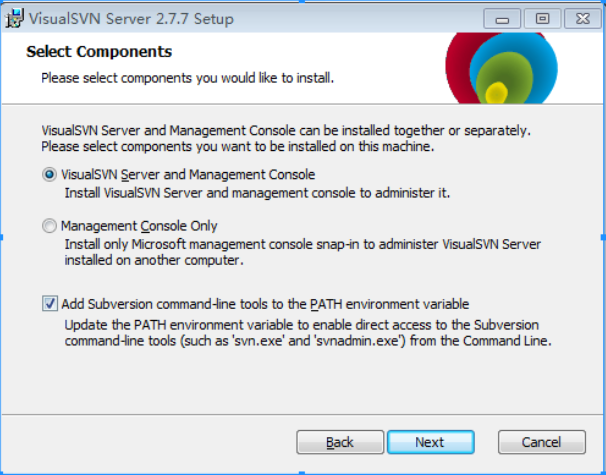 VisualSVN Server 2.7.7 Setup
Select Components
Please select components you would like to install.
VisualSVN Server and Management Console can be installed together or separately.
Please select components you want to be installed on this machine.
VisualSVN Server and Management Console
Install VisualSVN Server and management console to administer it.
Management Console Only
Install only Microsoft management console snap-in to administer VisualSVN Server
installed on another computer.
Add Subversion command-line tools to the PATH environment variable
Update the PATH environment variable to enable direct access to the Subversion
command-line tools (such as 'svn.exe' and 'svnadmin.exe') from the Command Line.
Back Next Cancel